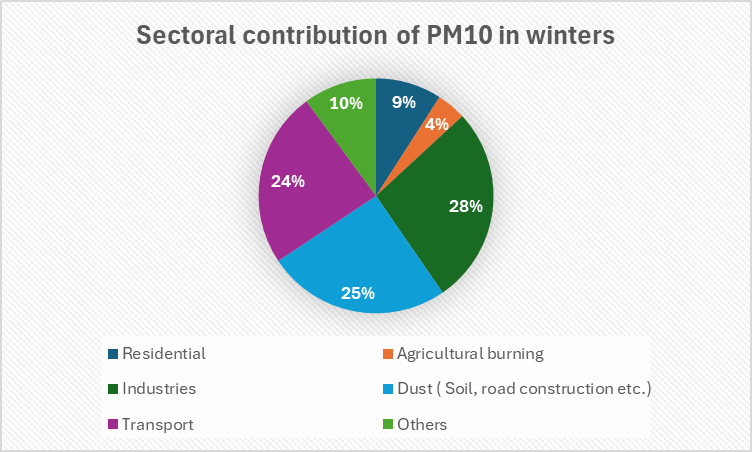 Sectoral contribution of PM10 in winters
10%
9%
4%
24%
28%
25%
Residential
Agricultural burning
Industries
Dust ( Soil, road construction etc.)
Transport
Others